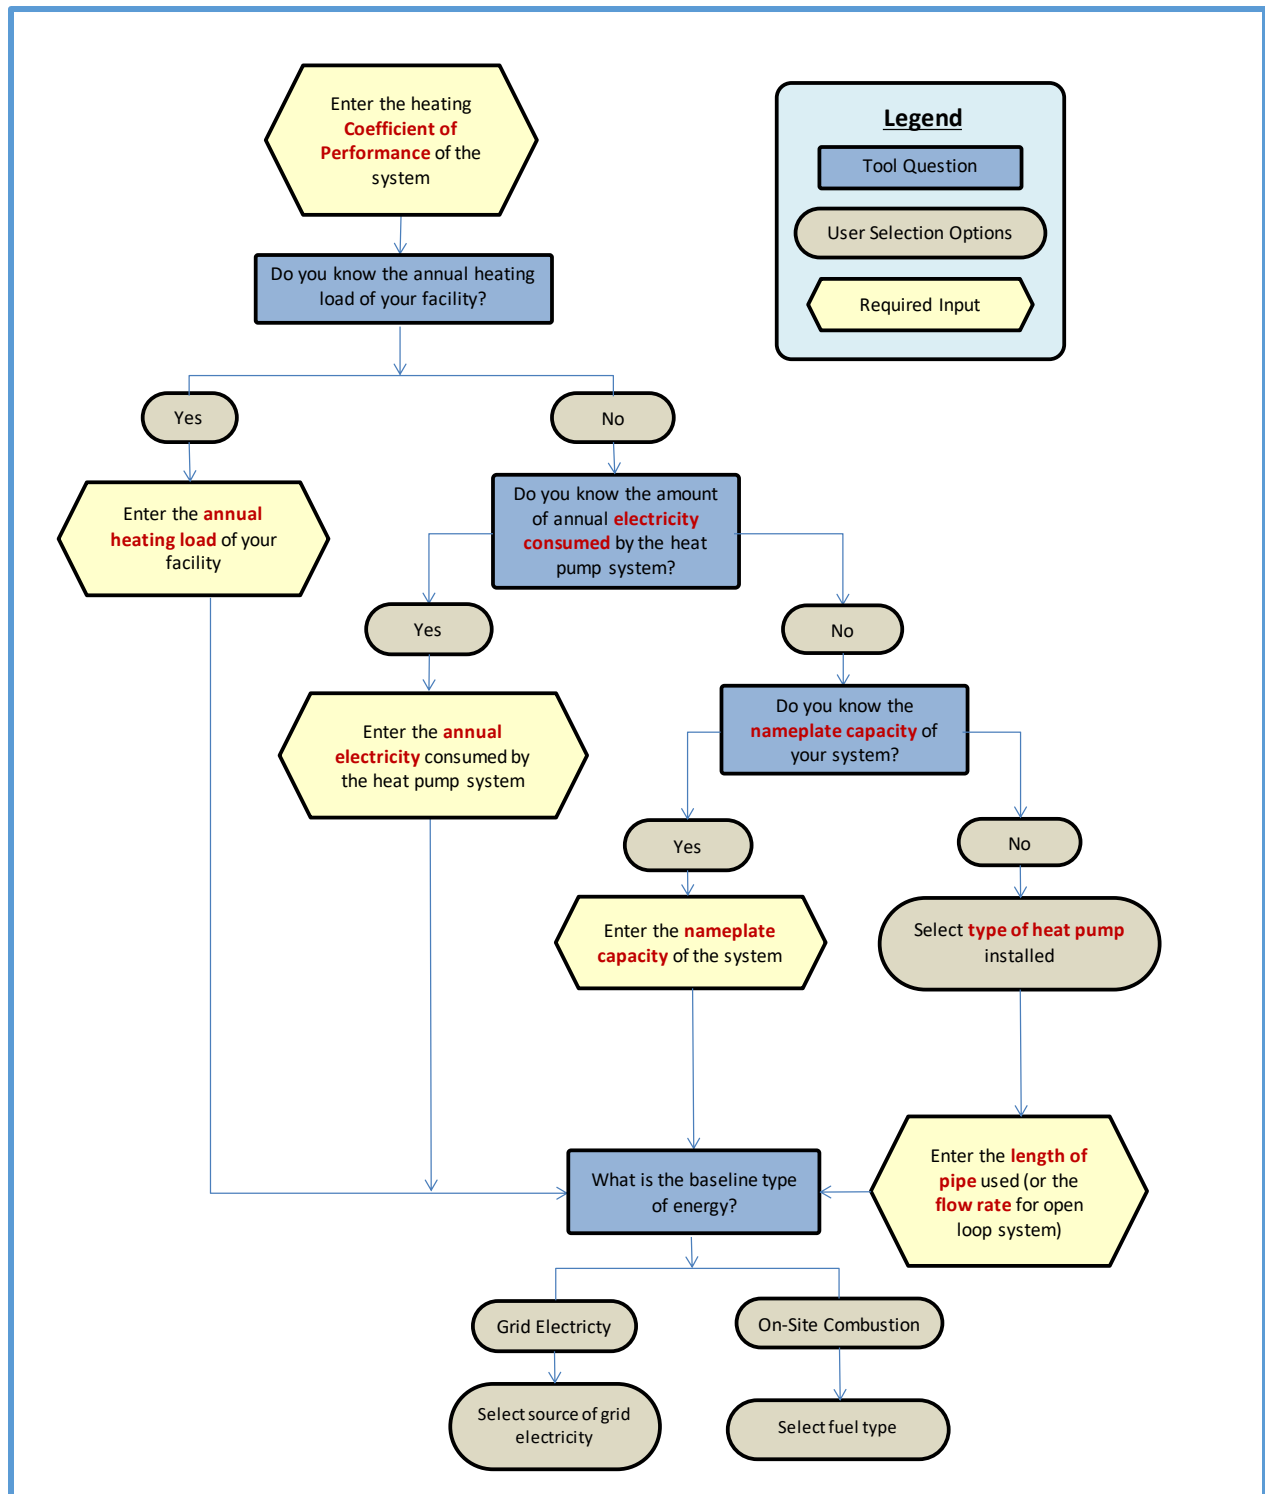 Enter the heating
Coefficient of
Performance of the
system
Legend
Tool Question
User Selection Options
Required Input
Do you know the annual heating
load of your facility?
Yes
No
Enter the annual
heating load of your
facility
Do you know the amount
of annual electricity
consumed by the heat
pump system?
Yes
No
Enter the annual
electricity consumed by
the heat pump system
Do you know the
nameplate capacity of
your system?
Yes
No
Enter the nameplate
capacity of the system
Select type of heat pump
installed
What is the baseline type
of energy?
Enter the length of
pipe used (or the
flow rate for open
loop system)
Grid Electricty
On-Site Combustion
Select source of grid
electricity
Select fuel type